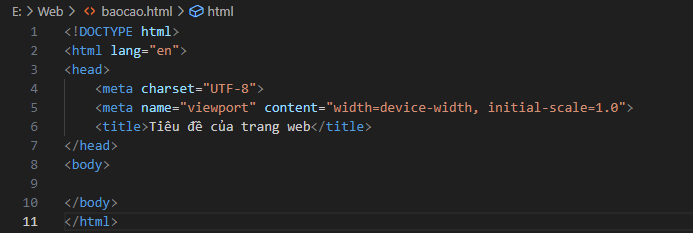 E: > Web > <> baocao.html > html
1 <!DOCTYPE html>
2 <html lang="en">
3 <head>
4 <meta charset="UTF-8">
5 <meta name="viewport" content="width=device-width, initial-scale=1.0">
6 <title>Tiêu đề của trang web</title>
7 </head>
8 <body>
9
10 </body>
11 </html>